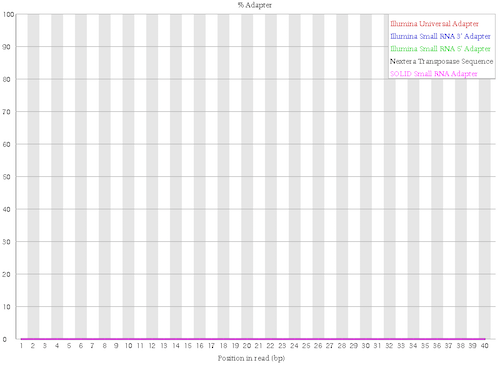 % Adapter
100
90
80
70
60
50
40
30
20
10
0
Illumina Universal Adapter
Illumina Small RNA 3' Adapter
Illumina Small RNA 5' Adapter
Nextera Transposase Sequence
SOLID Small RNA Adapter
1 2 3 4 5 6 7 8 9 10 11 12 13 14 15 16 17 18 19 20 21 22 23 24 25 26 27 28 29 30 31 32 33 34 35 36 37 38 39 40
Position in read (bp)